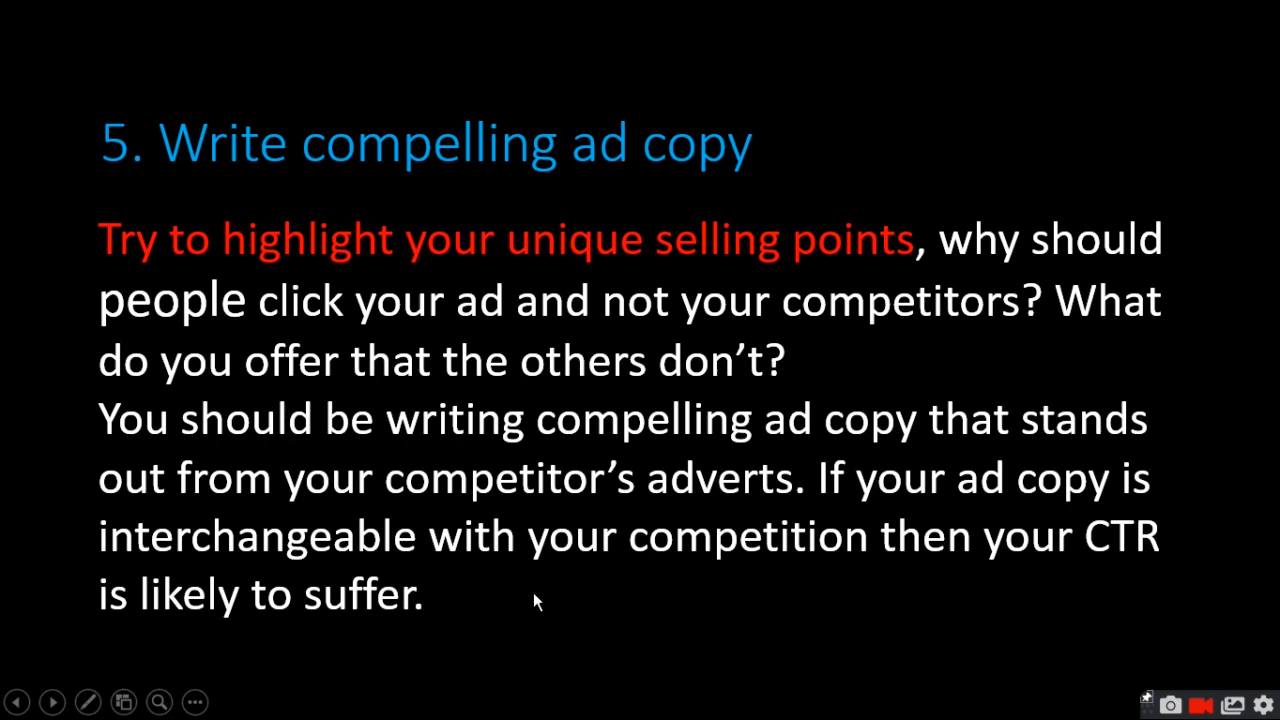 5. Write compelling ad copy
Try to highlight your unique selling points, why should
people click your ad and not your competitors? What
do you offer that the others don’t?
You should be writing compelling ad copy that stands
out from your competitor’s adverts. If your ad copy is
interchangeable with your competition then your CTR
is likely to suffer.